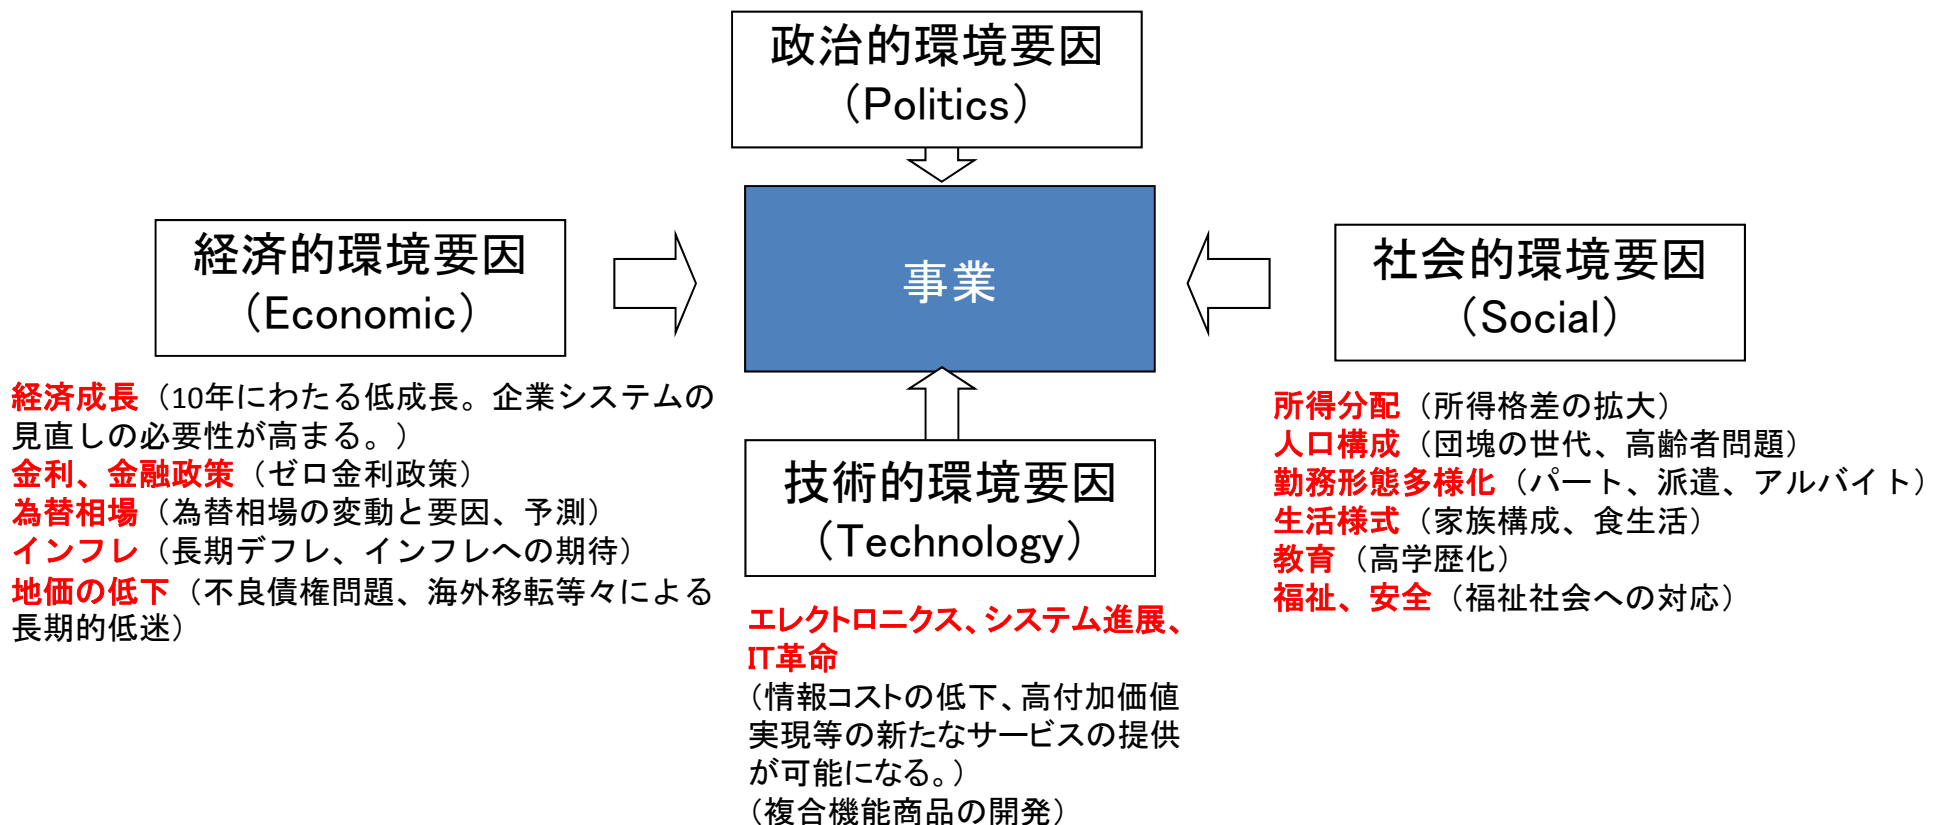 政治的環境要因
（Politics）
経済的環境要因
（Economic）
事業
社会的環境要因
（Social）
経済成長（10年にわたる低成長。企業システムの
見直しの必要性が高まる。）
金利、金融政策（ゼロ金利政策）
為替相場（為替相場の変動と要因、予測）
インフレ（長期デフレ、インフレへの期待）
地価の低下（不良債権問題、海外移転等々による
長期的低迷）
技術的環境要因
（Technology）
エレクトロニクス、システム進展、
IT革命
（情報コストの低下、高付加価値
実現等の新たなサービスの提供
が可能になる。）
（複合機能商品の開発）
所得分配（所得格差の拡大）
人口構成（団塊の世代、高齢者問題）
勤務形態多様化（パート、派遣、アルバイト）
生活様式（家族構成、食生活）
教育（高学歴化）
福祉、安全（福祉社会への対応）